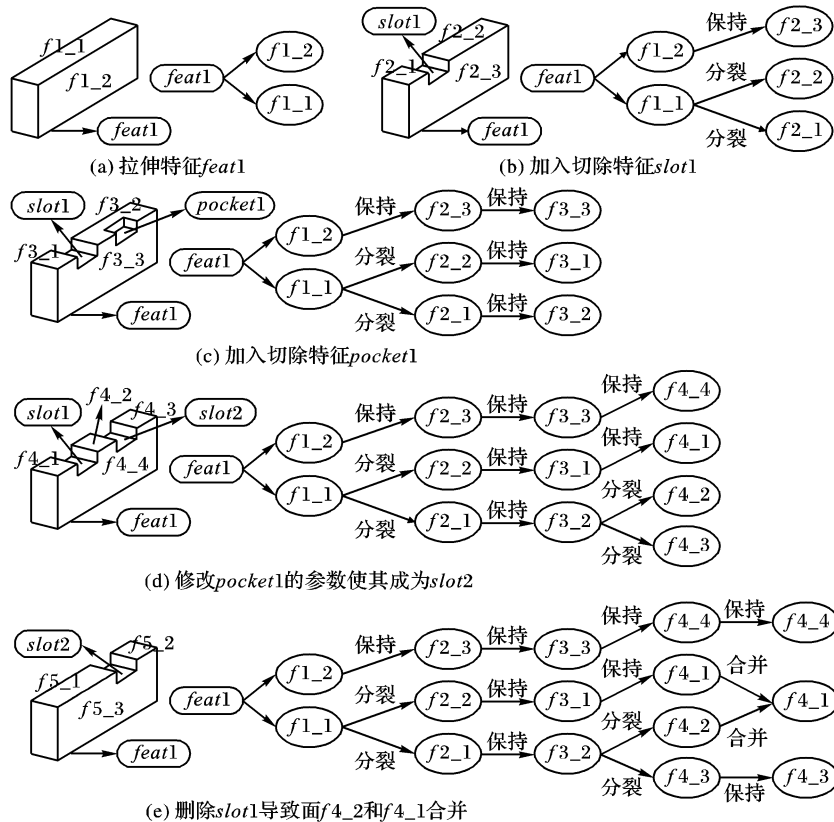 f1_1
f1_2
feat1
feat1
f1_2
f1_1
(a) 拉伸特征feat1
slot1
f2_2
f2_1
f2_3
feat1
feat1
f1_2
f1_1
保持
分裂
分裂
f2_3
f2_2
f2_1
(b) 加入切除特征slot1
slot1
f3_2
pocket1
f3_1
f3_3
feat1
feat1
f1_2
f1_1
保持
分裂
分裂
f2_3
f2_2
f2_1
保持
保持
保持
f3_3
f3_1
f3_2
(c) 加入切除特征pocket1
slot1
f4_2
f4_3
slot2
f4_1
f4_4
feat1
feat1
f1_2
f1_1
保持
分裂
分裂
f2_3
f2_2
f2_1
保持
保持
保持
f3_3
f3_1
f3_2
保持
保持
分裂
分裂
f4_4
f4_1
f4_2
f4_3
(d) 修改pocket1的参数使其成为slot2
slot2
f5_2
f5_1
f5_3
feat1
feat1
f1_2
f1_1
保持
分裂
分裂
f2_3
f2_2
f2_1
保持
保持
保持
f3_3
f3_1
f3_2
保持
保持
分裂
分裂
f4_4
f4_1
f4_2
f4_3
保持
合并
合并
保持
f4_4
f4_1
f4_3
(e) 删除slot1导致面f4_2和f4_1合并